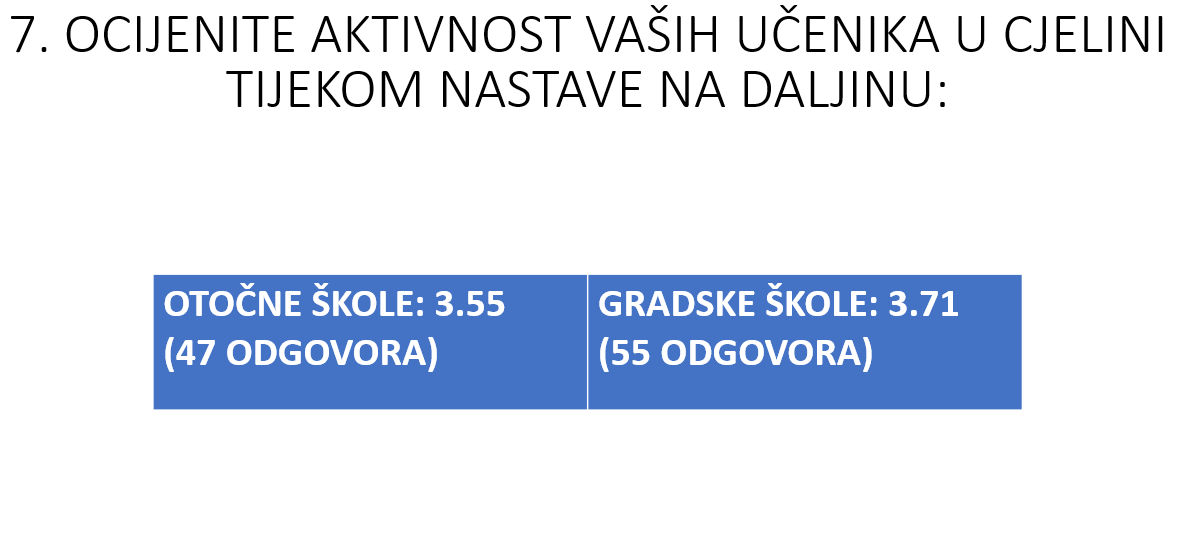 7. OCIJENITE AKTIVNOST VAŠIH UČENIKA U CJELINI
TIJEKOM NASTAVE NA DALJINU:
OTOČNE ŠKOLE: 3.55
(47 ODGOVORA)
GRADSKE ŠKOLE: 3.71
(55 ODGOVORA)